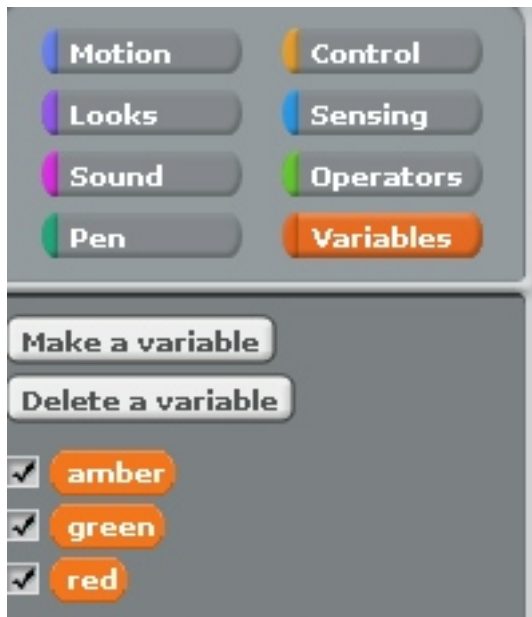 Motion Control
Looks Sensing
Sound Operators
Pen Variables
Make a variable
Delete a variable
amber
green
red